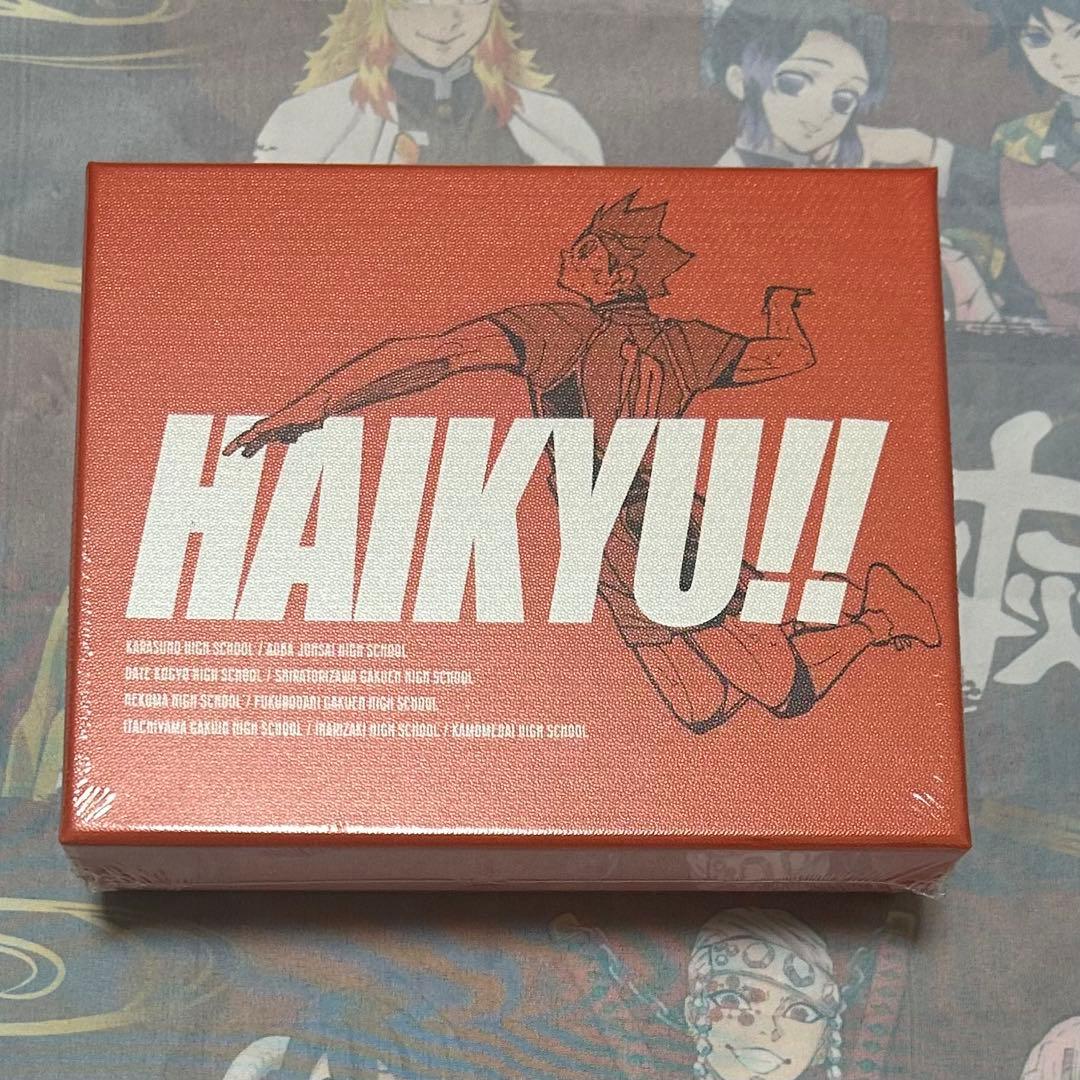 HAIKYU!!
KARASUNO HIGH SCHOOL / AOBA JOHSAI HIGH SCHOOL
DATE KOGYO HIGH SCHOOL / SHIRATORIZAWA GAKUEN HIGH SCHOOL
NEKOMA HIGH SCHOOL / FUKURODANI GAKUEN HIGH SCHOOL
ITACHIYAMA GAKUIN HIGH SCHOOL / INARIZAKI HIGH SCHOOL / KAMOMEDAI HIGH SCHOOL